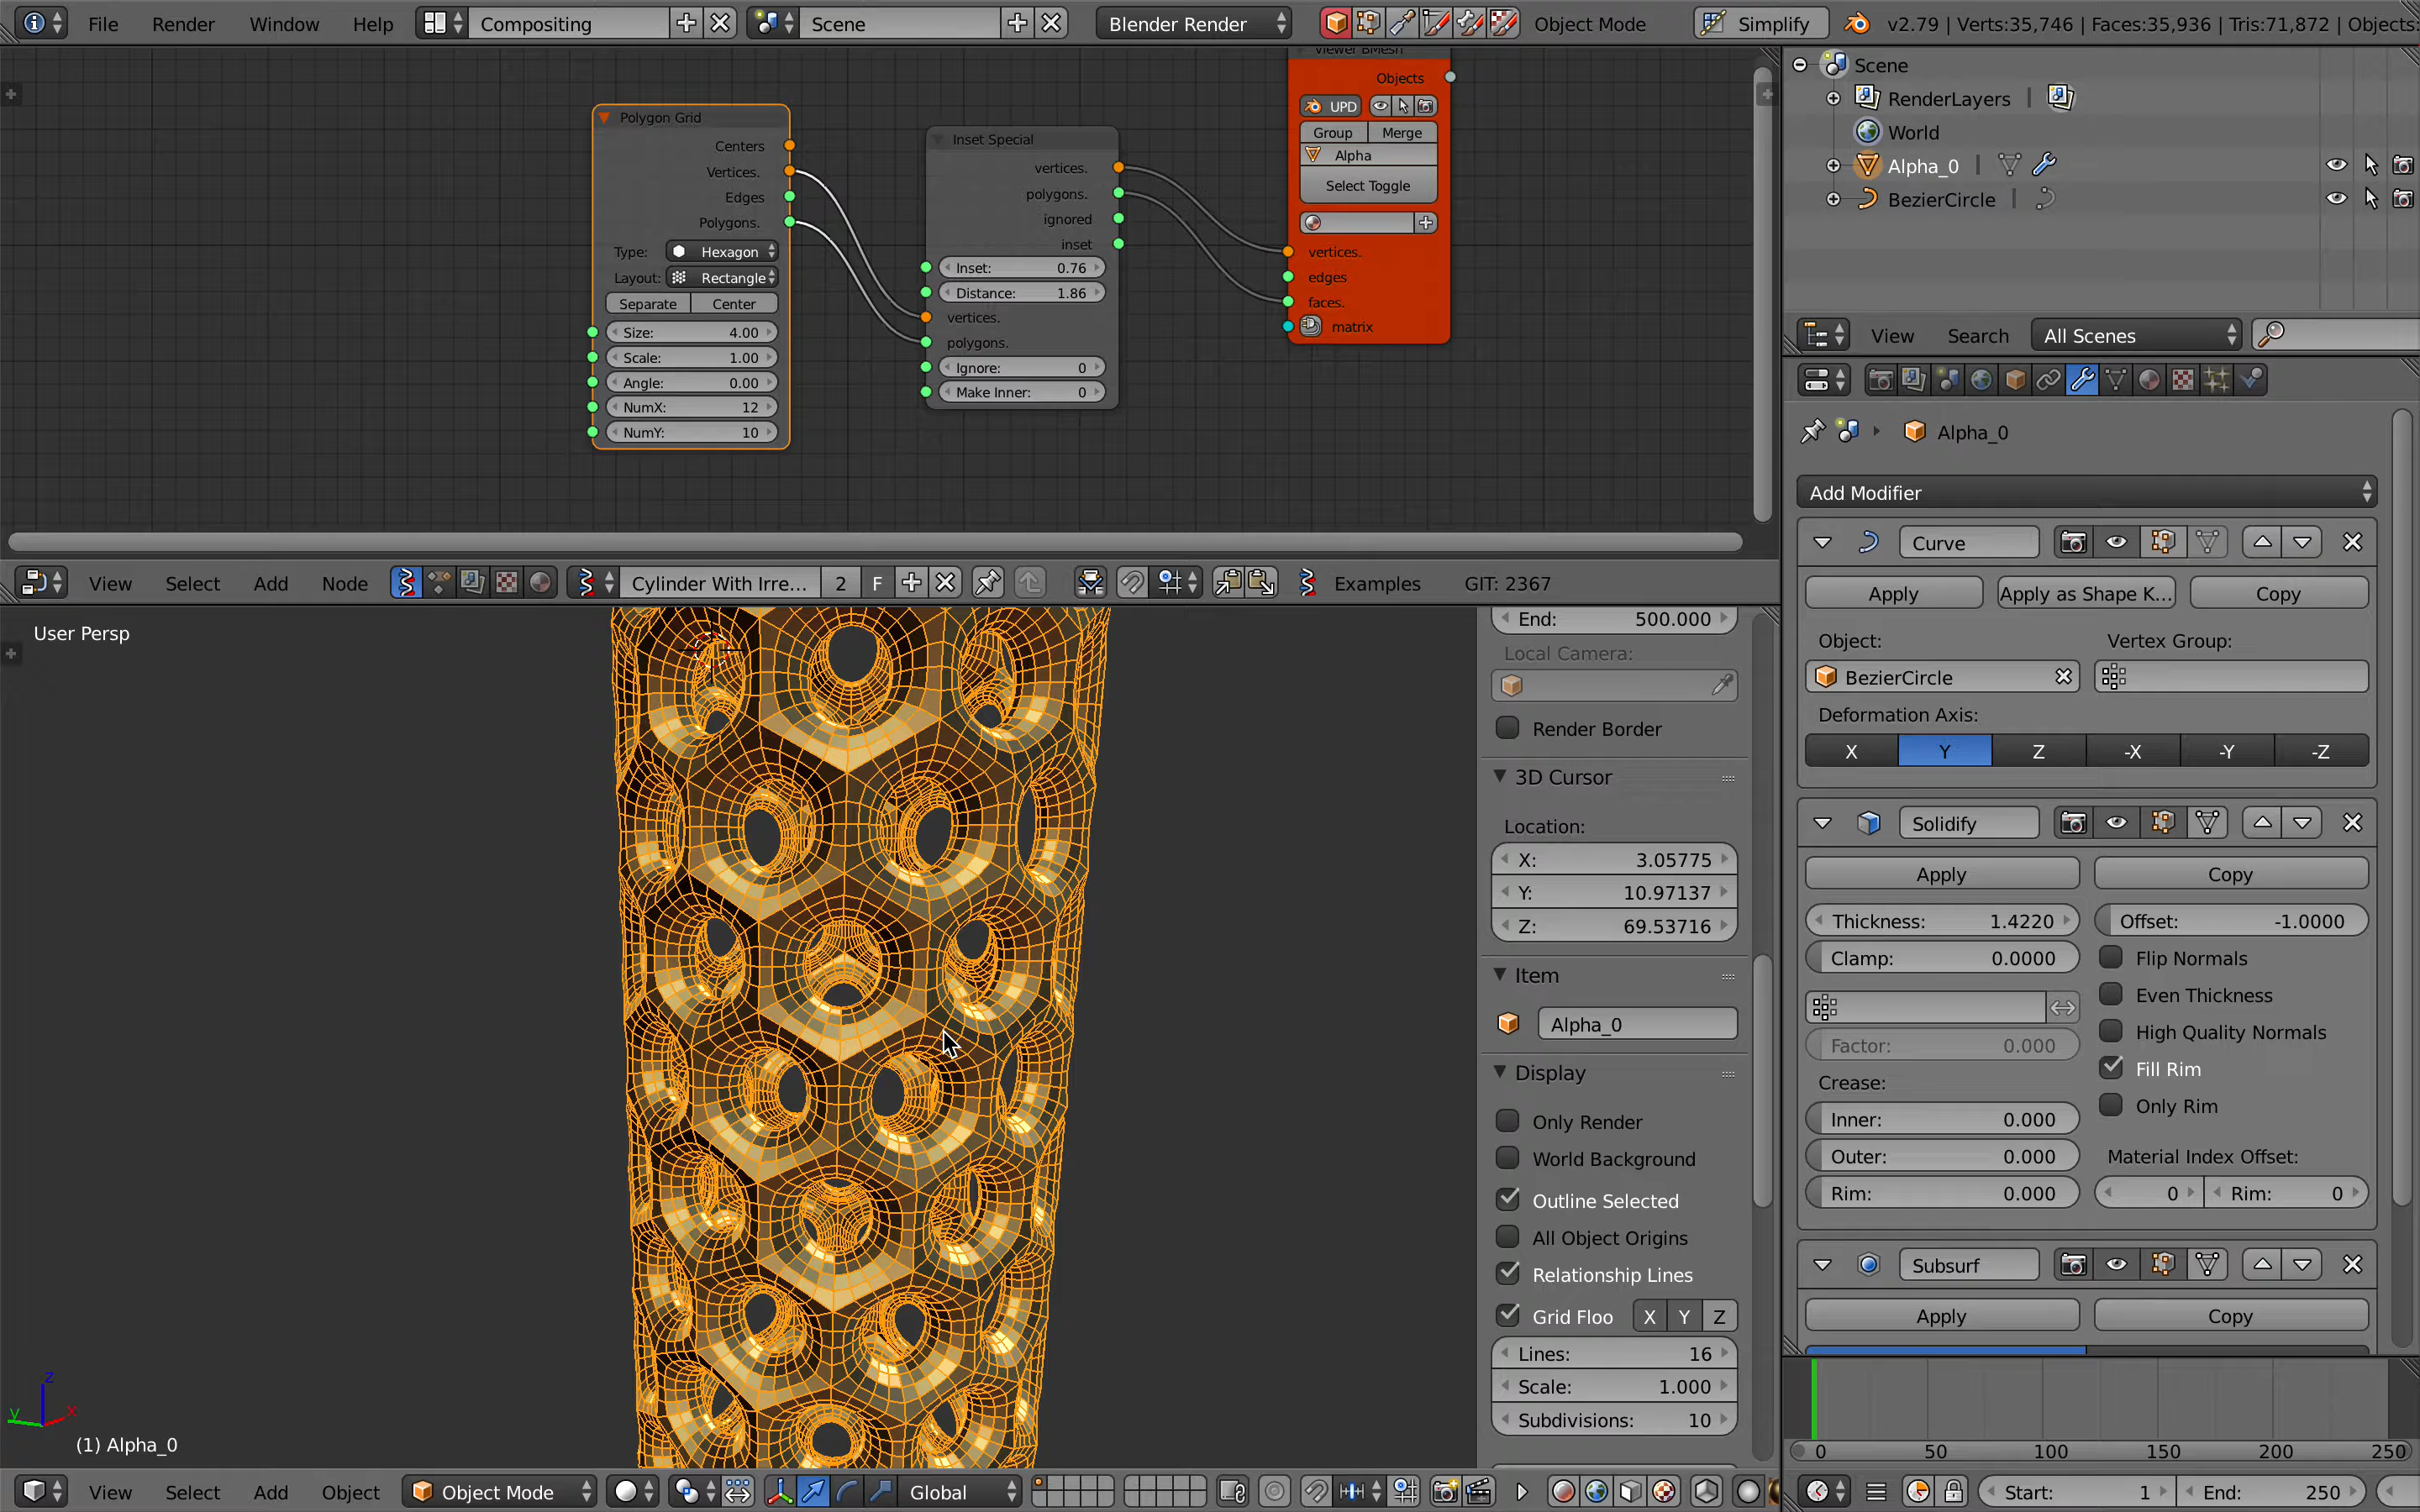 File Render Window Help Compositing Scene Blender Render Object Mode Simplify v2.79 | Verts:35,746 | Faces:35,936 | Tris:71,872 | Objects:
Polygon Grid
Centers
Vertices.
Edges
Polygons.
Type: Hexagon
Layout: Rectangle
Separate Center
Size: 4.00
Scale: 1.00
Angle: 0.00
NumX: 12
NumY: 10
Inset Special
vertices.
polygons.
ignored
inset
Inset: 0.76
Distance: 1.86
vertices.
polygons.
Ignore: 0
Make Inner: 0
Viewer BMesh
Objects
UPD
Group Merge
Alpha
Select Toggle
vertices.
edges
faces.
matrix
View Select Add Node Cylinder With Irre... 2 F Examples GIT: 2367
User Persp
z
y x
(1) Alpha_0
End: 500.000
Local Camera:
Render Border
3D Cursor
Location:
X: 3.05775
Y: 10.97137
Z: 69.53716
Item
Alpha_0
Display
Only Render
World Background
Outline Selected
All Object Origins
Relationship Lines
Grid Floo X Y Z
Lines: 16
Scale: 1.000
Subdivisions: 10
View Select Add Object Object Mode Global
Scene
RenderLayers |
World
Alpha_0 |
BezierCircle |
View Search All Scenes
Alpha_0
Add Modifier
Curve
Apply Apply as Shape K... Copy
Object: Vertex Group:
BezierCircle
Deformation Axis:
X Y Z -X -Y -Z
Solidify
Apply Copy
Thickness: 1.4220 Offset: -1.0000
Clamp: 0.0000 Flip Normals
Even Thickness
High Quality Normals
Factor: 0.000
Fill Rim
Crease:
Only Rim
Inner: 0.000
Outer: 0.000 Material Index Offset:
Rim: 0.000 0 Rim: 0
Subsurf
Apply Copy
0 50 100 150 200 250
Start: 1 End: 250